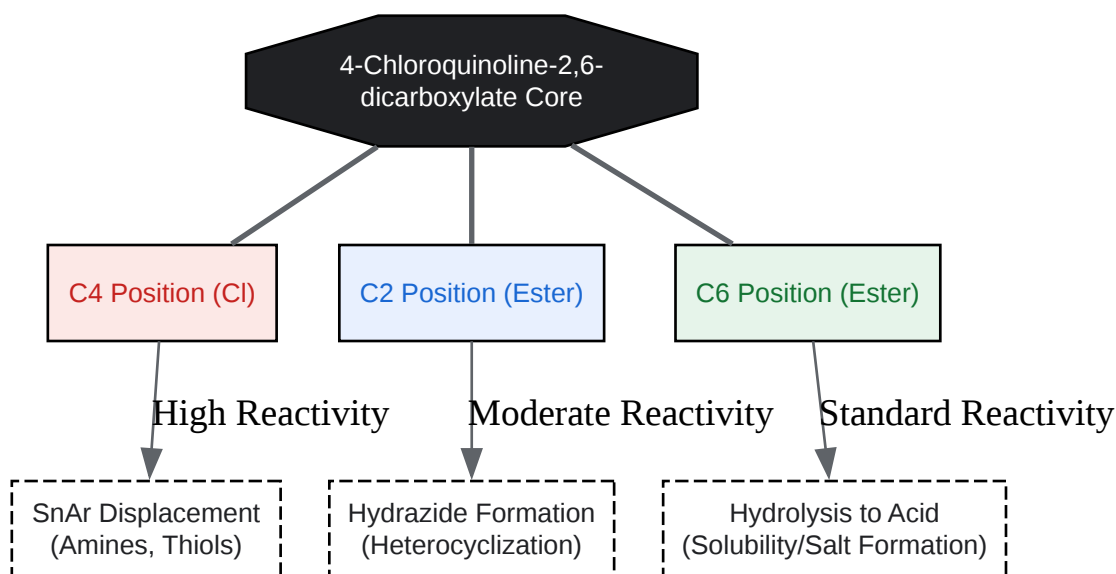 4-Chloroquinoline-2,6-
dicarboxylate Core
C4 Position (Cl)
C2 Position (Ester)
C6 Position (Ester)
High Reactivity
Moderate Reactivity
Standard Reactivity
SnAr Displacement
(Amines, Thiols)
Hydrazide Formation
(Heterocyclization)
Hydrolysis to Acid
(Solubility/Salt Formation)